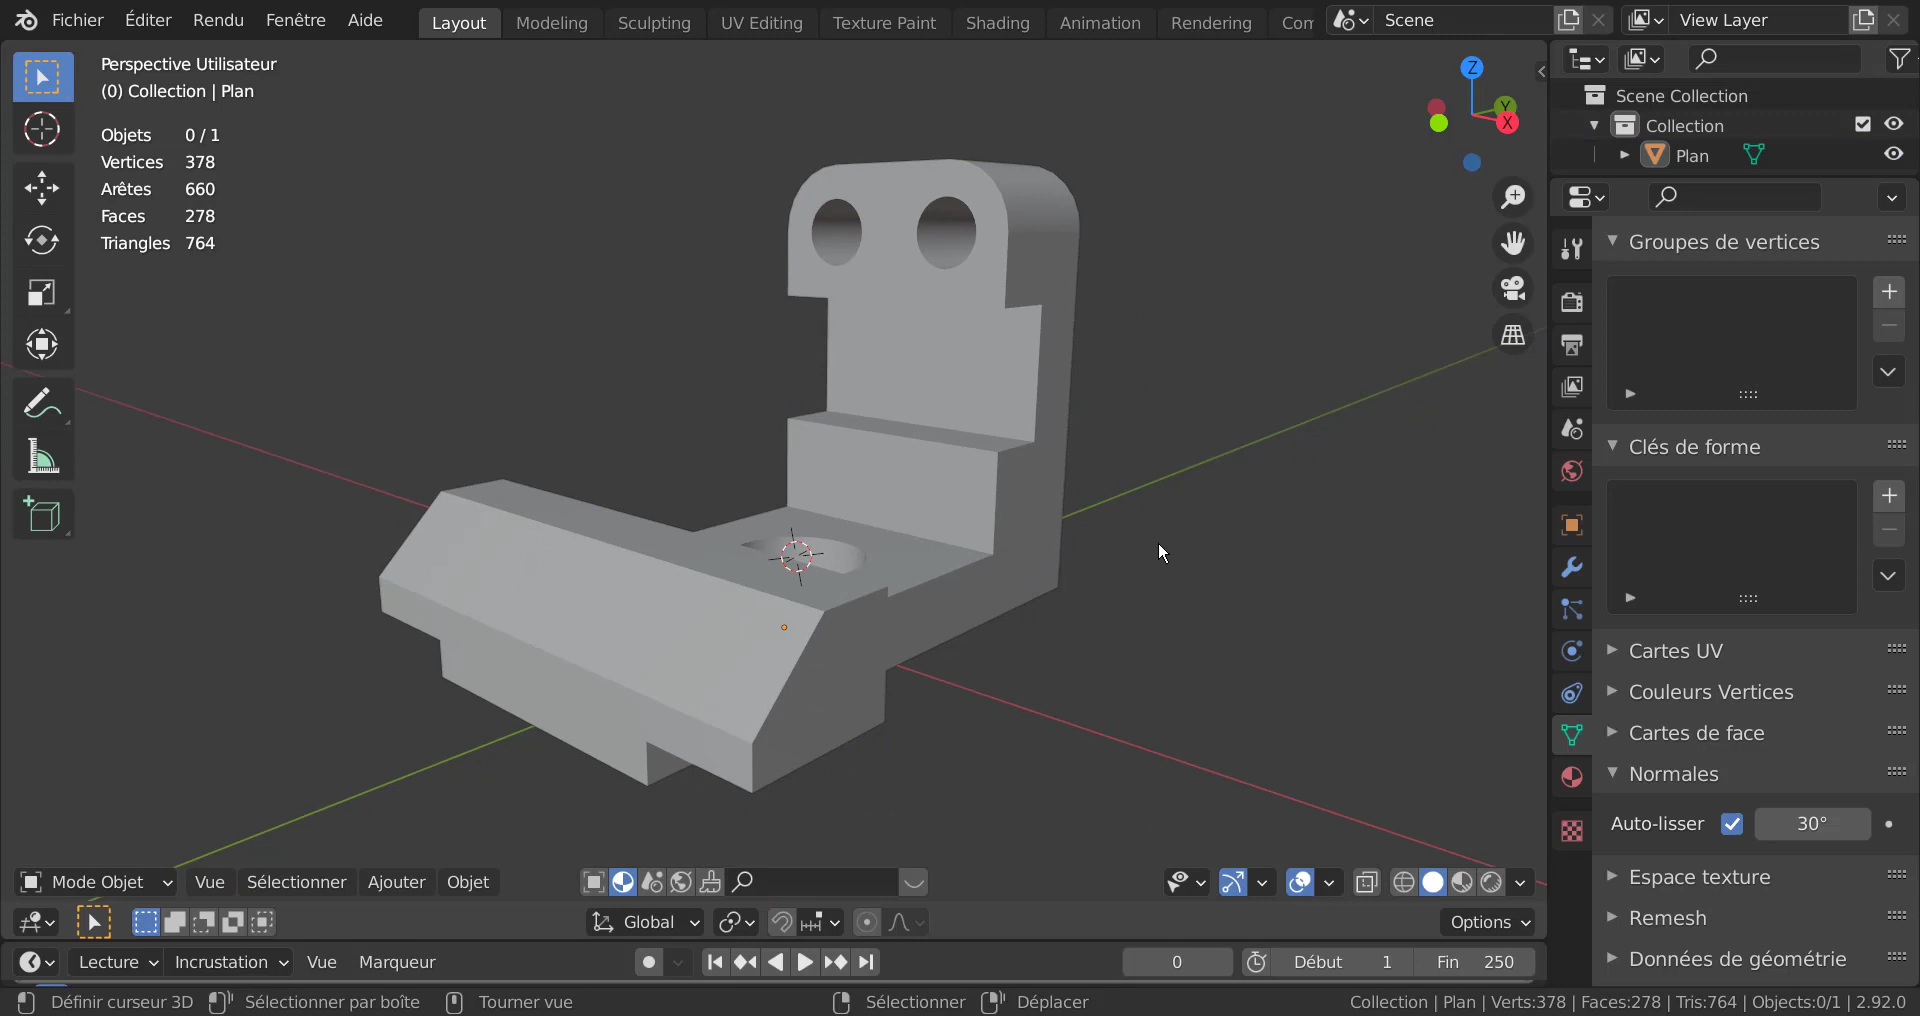 Fichier Éditer Rendu Fenêtre Aide Layout Modeling Sculpting UV Editing Texture Paint Shading Animation Rendering Com Scene View Layer
Perspective Utilisateur
(0) Collection | Plan
Objets 0 / 1
Vertices 378
Arêtes 660
Faces 278
Triangles 764
Z
Y
X
Scene Collection
Collection
Plan
Groupes de vertices
Clés de forme
Cartes UV
Couleurs Vertices
Cartes de face
Normales
Auto-lisser 30°
Espace texture
Remesh
Données de géométrie
Mode Objet Vue Sélectionner Ajouter Objet
Global Options
Lecture Incrustation Vue Marqueur 0 Début 1 Fin 250
Définir curseur 3D Sélectionner par boîte Tourner vue Sélectionner Déplacer Collection | Plan | Verts:378 | Faces:278 | Tris:764 | Objects:0/1 | 2.92.0